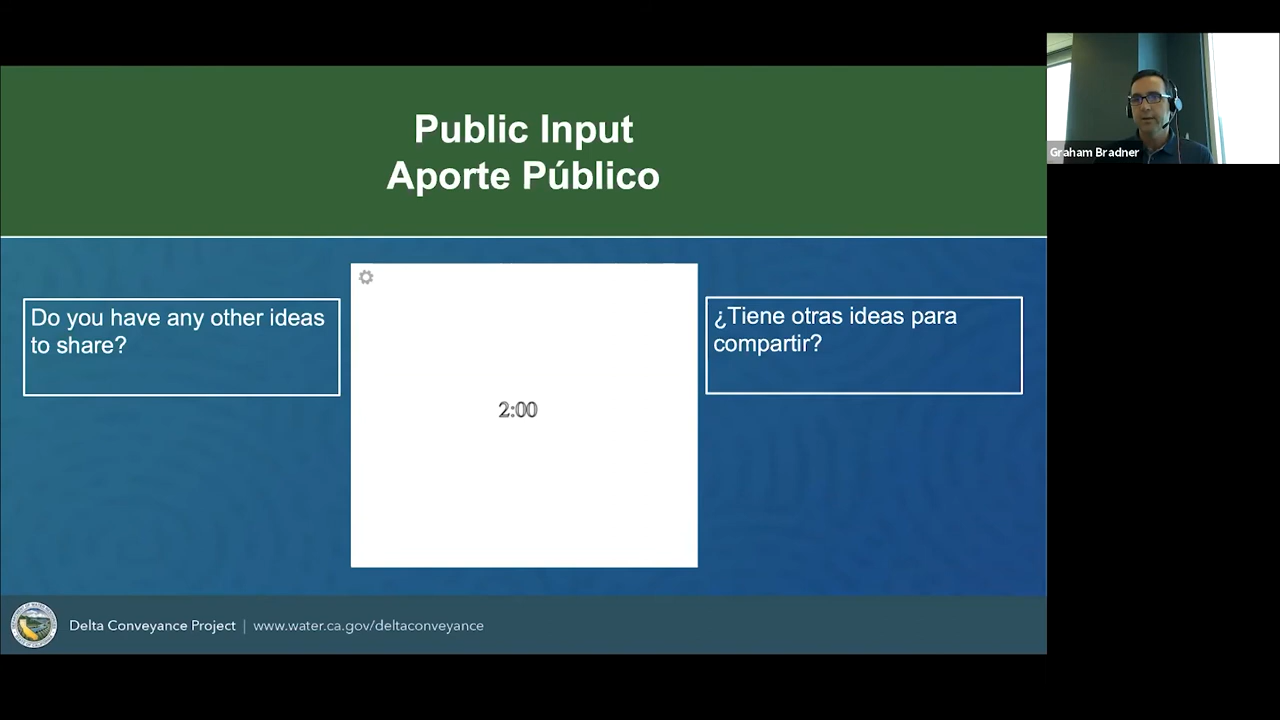 Public Input
Aporte Público
Graham Bradner
Do you have any other ideas
to share?
2:00
¿Tiene otras ideas para
compartir?
Delta Conveyance Project | www.water.ca.gov/deltaconveyance